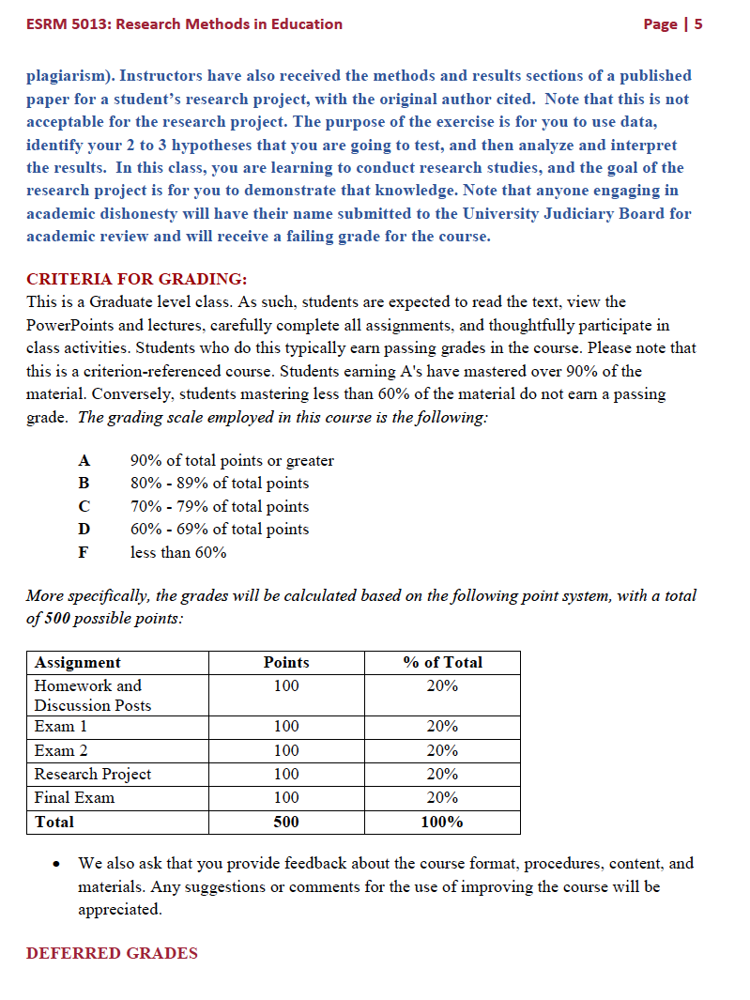 ESRM 5013: Research Methods in Education Page | 5
plagiarism). Instructors have also received the methods and results sections of a published
paper for a student’s research project, with the original author cited.  Note that this is not
acceptable for the research project. The purpose of the exercise is for you to use data,
identify your 2 to 3 hypotheses that you are going to test, and then analyze and interpret
the results.  In this class, you are learning to conduct research studies, and the goal of the
research project is for you to demonstrate that knowledge. Note that anyone engaging in
academic dishonesty will have their name submitted to the University Judiciary Board for
academic review and will receive a failing grade for the course.
CRITERIA FOR GRADING:
This is a Graduate level class. As such, students are expected to read the text, view the
PowerPoints and lectures, carefully complete all assignments, and thoughtfully participate in
class activities. Students who do this typically earn passing grades in the course. Please note that
this is a criterion-referenced course. Students earning A's have mastered over 90% of the
material. Conversely, students mastering less than 60% of the material do not earn a passing
grade.  The grading scale employed in this course is the following:
A 90% of total points or greater
B 80% - 89% of total points
C 70% - 79% of total points
D 60% - 69% of total points
F less than 60%
More specifically, the grades will be calculated based on the following point system, with a total
of 500 possible points:
Assignment Points % of Total
Homework and 100 20%
Discussion Posts
Exam 1 100 20%
Exam 2 100 20%
Research Project 100 20%
Final Exam 100 20%
Total 500 100%
• We also ask that you provide feedback about the course format, procedures, content, and
materials. Any suggestions or comments for the use of improving the course will be
appreciated.
DEFERRED GRADES